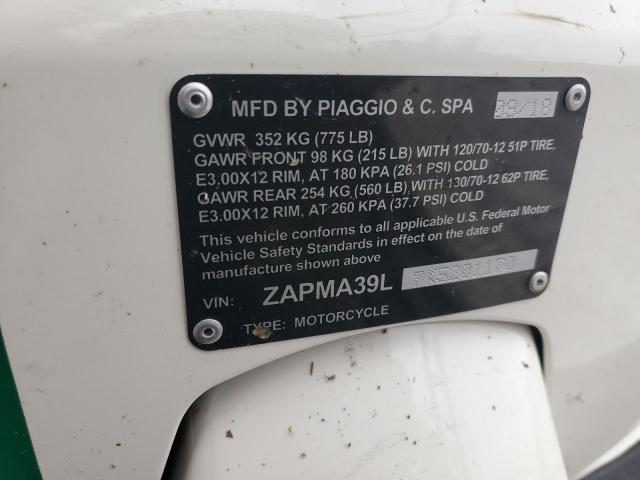 MFD BY PIAGGIO & C. SPA 09/18
GVWR 352 KG (775 LB)
GAWR FRONT 98 KG (215 LB) WITH 120/70-12 51P TIRE,
E3.00X12 RIM, AT 180 KPA (26.1 PSI) COLD
GAWR REAR 254 KG (560 LB) WITH 130/70-12 62P TIRE,
E3.00X12 RIM, AT 260 KPA (37.7 PSI) COLD
This vehicle conforms to all applicable U.S. Federal Motor
Vehicle Safety Standards in effect on the date of
manufacture shown above
VIN: ZAPMA39L
TYPE: MOTORCYCLE